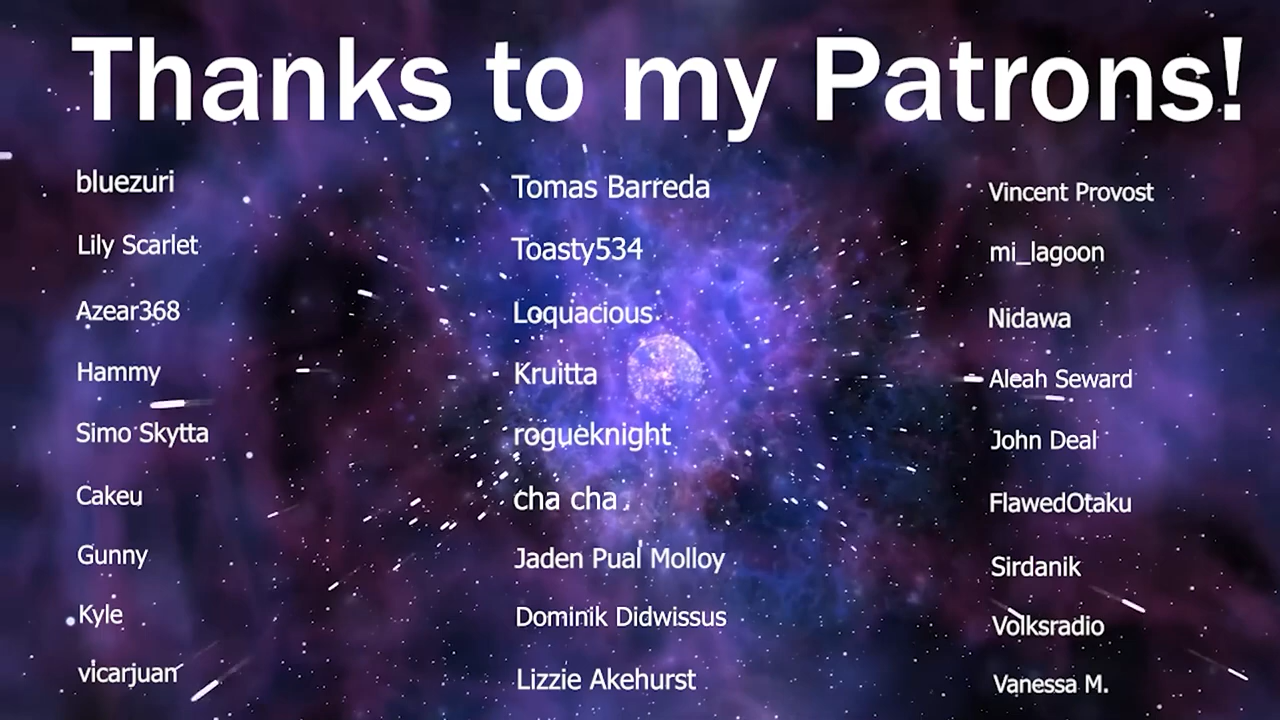 Thanks to my Patrons!
bluezuri
Lily Scarlet
Azear368
Hammy
Simo Skytta
Cakeu
Gunny
Kyle
vicarjuan
Tomas Barreda
Toasty534
Loquacious
Kruitta
rogueknight
cha cha
Jaden Pual Molloy
Dominik Didwissus
Lizzie Akehurst
Vincent Provost
mi_lagoon
Nidawa
Aleah Seward
John Deal
FlawedOtaku
Sirdanik
Volksradio
Vanessa M.